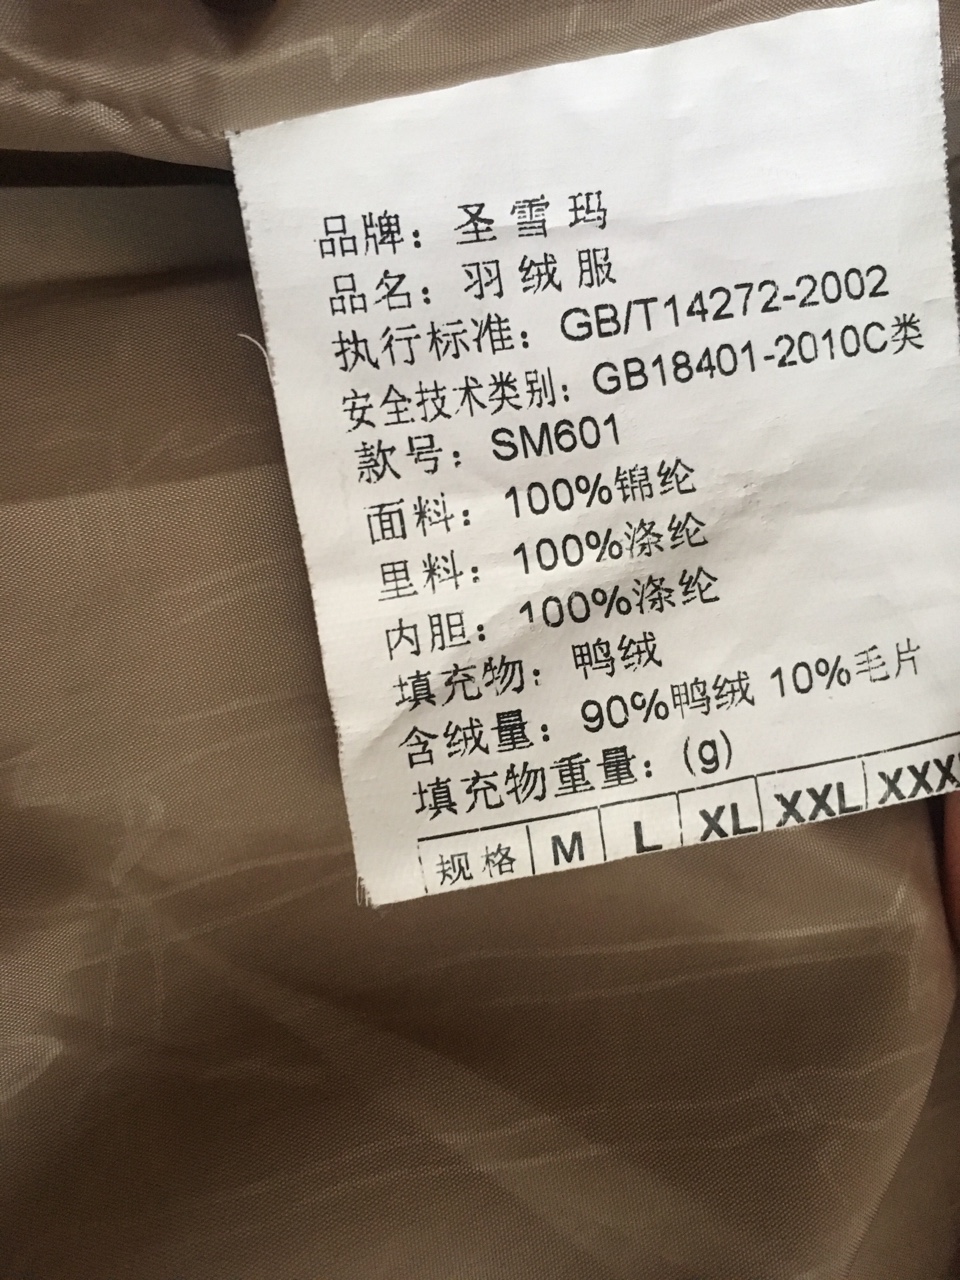 品牌：圣雪玛
品名：羽绒服
执行标准：GB/T14272-2002
安全技术类别：GB18401-2010C类
款号：SM601
面料：100%锦纶
里料：100%涤纶
内胆：100%涤纶
填充物：鸭绒
含绒量：90%鸭绒 10%毛片
填充物重量：(g)
规格 M L XL XXL